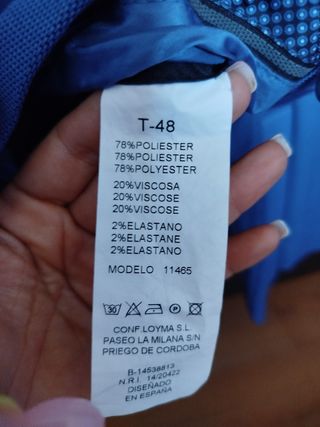 T-48
78%POLIESTER
78%POLIESTER
78%POLYESTER
20%VISCOSA
20%VISCOSE
20%VISCOSE
2%ELASTANO
2%ELASTANE
2%ELASTANO
MODELO 11465
30
CONF.LOYMA S.L.
PASEO LA MILANA S/N
PRIEGO DE CORDOBA
B-14538813
N.R.I. 14/20422
DISEÑADO
EN ESPAÑA